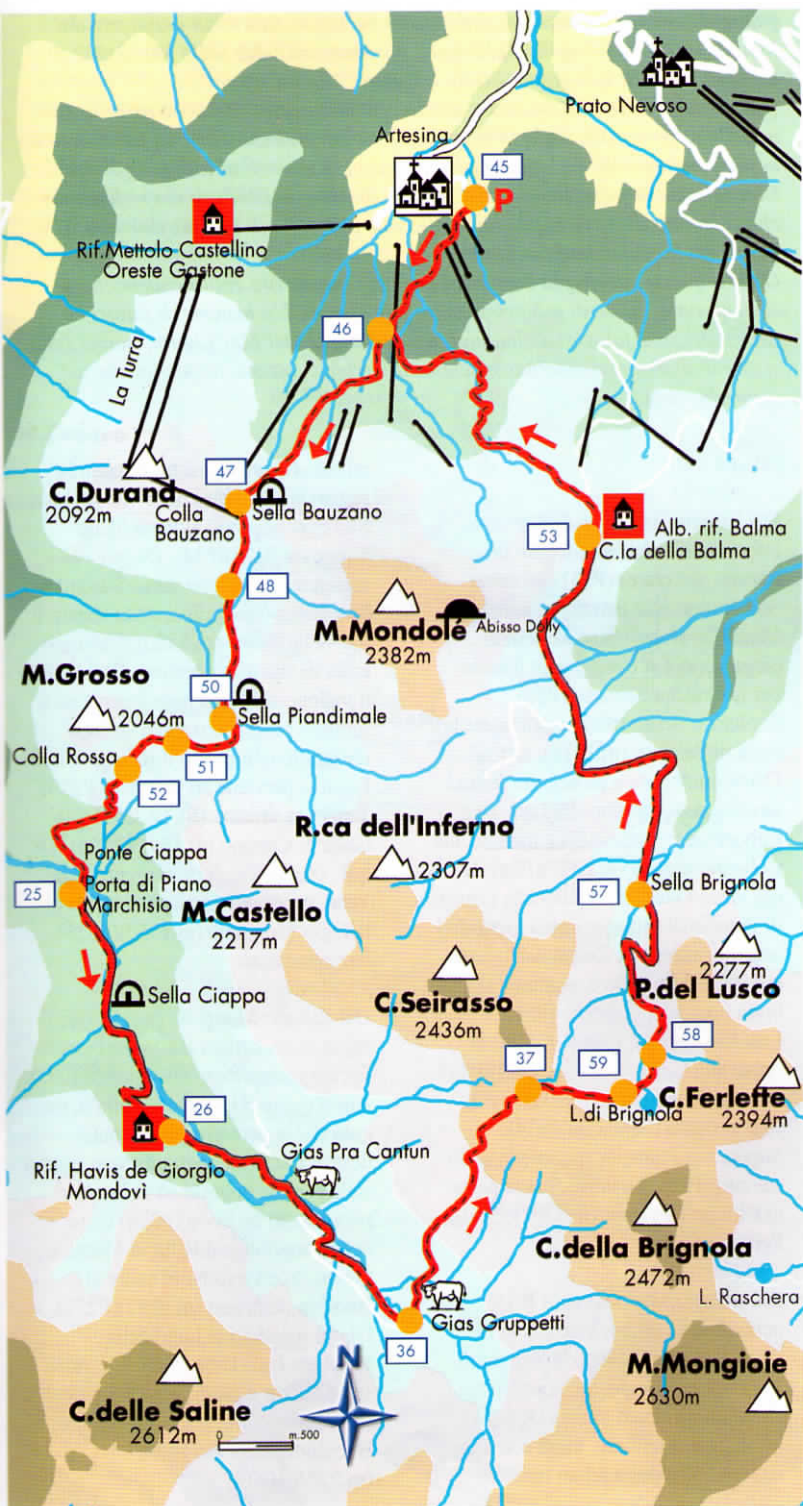 Prato Nevoso
Artesina
45
P
Rif.Mettolo Castellino
Oreste Gastone
46
La Turra
47
C.Durand
2092m
Colla
Bauzano
Sella Bauzano
53
Alb. rif. Balma
C.la della Balma
48
M.Mondolé
2382m
Abisso Dolly
M.Grosso
2046m
50
Sella Piandimale
Colla Rossa
51
52
R.ca dell'Inferno
2307m
Ponte Ciappa
25
Porta di Piano
Marchisio
M.Castello
2217m
57
Sella Brignola
2277m
P.del Lusco
Sella Ciappa
C.Seirasso
2436m
37
59
58
C.Ferlette
2394m
L.di Brignola
26
Rif. Havis de Giorgio
Mondovì
Gias Pra Cantun
C.della Brignola
2472m
L. Raschera
Gias Gruppetti
36
N
M.Mongioie
2630m
C.delle Saline
2612m
0 m.500